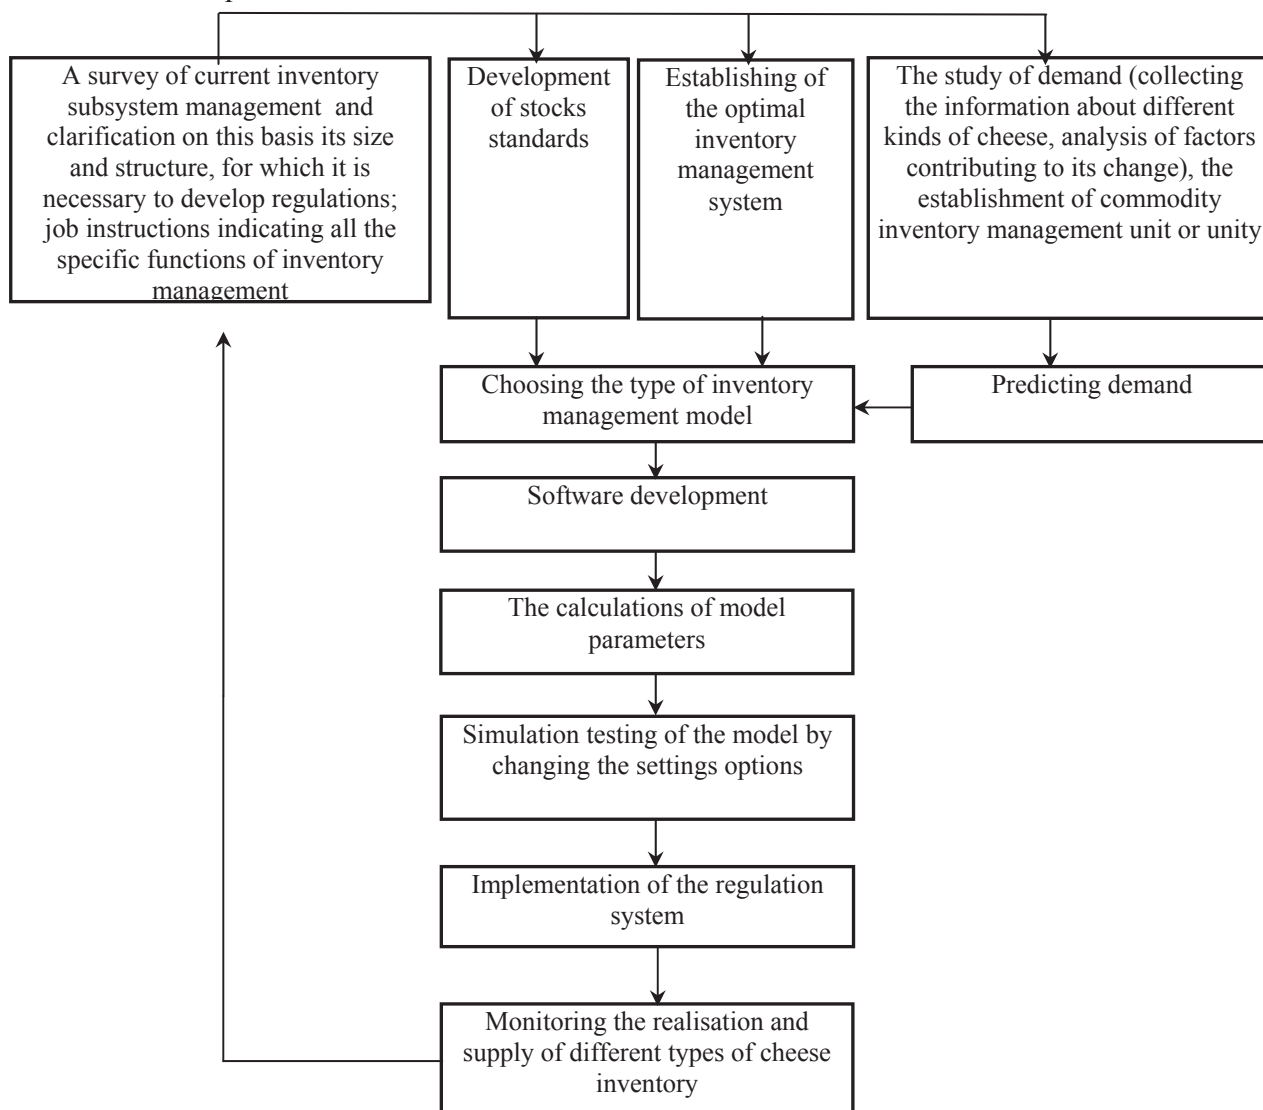 A survey of current inventory
subsystem management and
clarification on this basis its size
and structure, for which it is
necessary to develop regulations;
job instructions indicating all the
specific functions of inventory
management
Development
of stocks
standards
Establishing of
the optimal
inventory
management
system
The study of demand (collecting
the information about different
kinds of cheese, analysis of factors
contributing to its change), the
establishment of commodity
inventory management unit or unity
Choosing the type of inventory
management model
Predicting demand
Software development
The calculations of model
parameters
Simulation testing of the model by
changing the settings options
Implementation of the regulation
system
Monitoring the realisation and
supply of different types of cheese
inventory